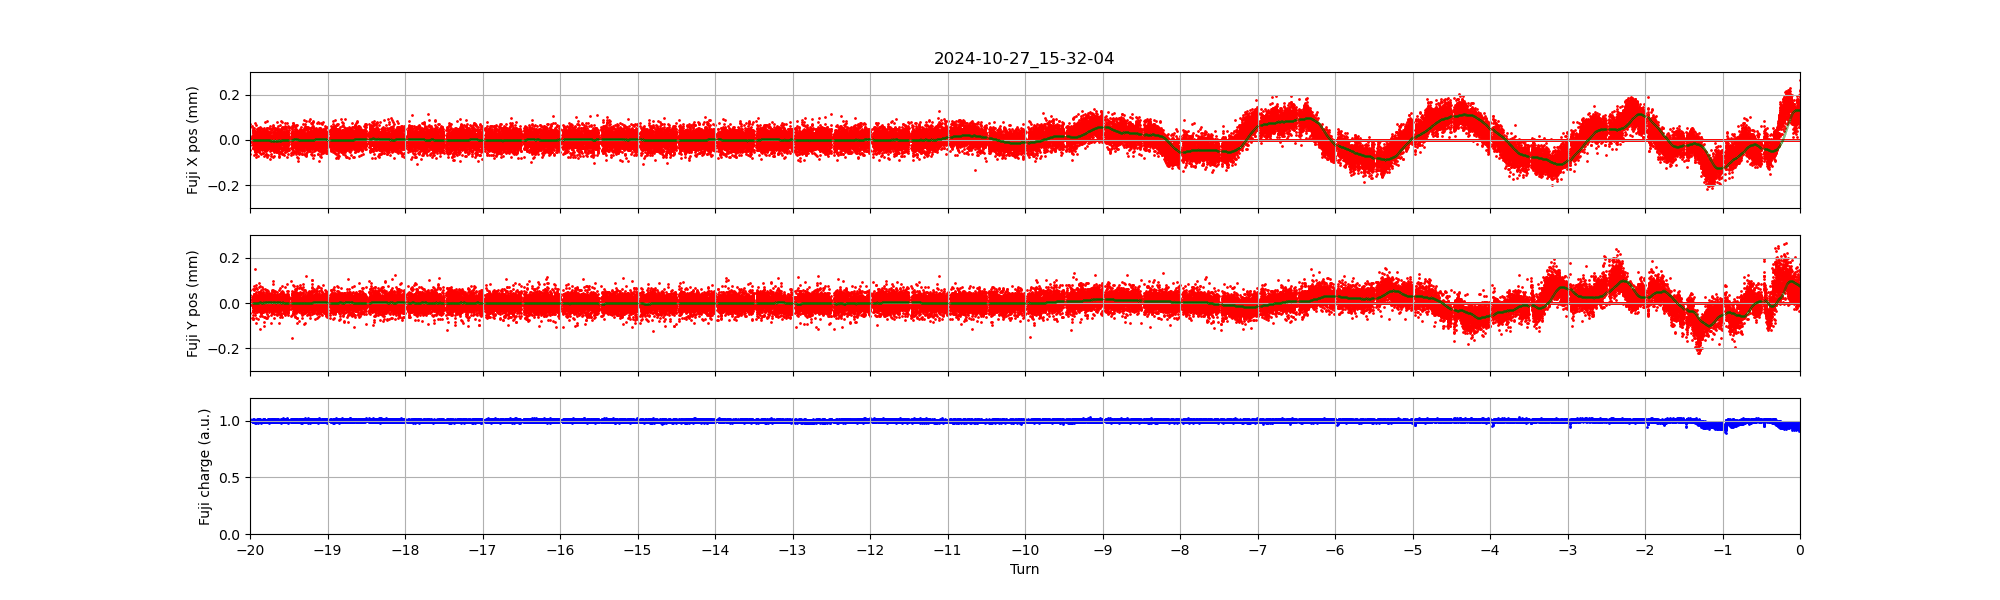 2024-10-27_15-32-04
Fuji X pos (mm)
0.2
0.0
−0.2
Fuji Y pos (mm)
0.2
0.0
−0.2
Fuji charge (a.u.)
1.0
0.5
0.0
−20 −19 −18 −17 −16 −15 −14 −13 −12 −11 −10 −9 −8 −7 −6 −5 −4 −3 −2 −1 0
Turn